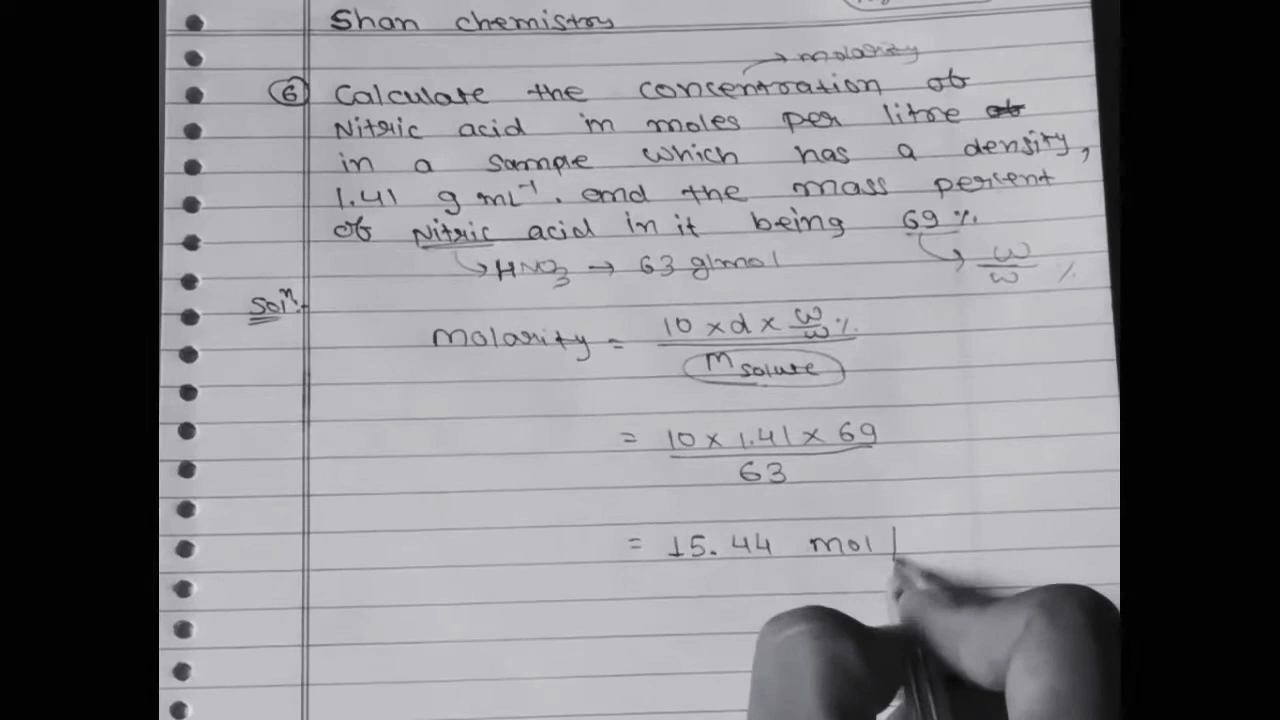 Shan chemistry
→ molarity
⑥ Calculate the concentration of
Nitric acid in moles per litre of
in a sample which has a density,
1.41 g mL⁻¹. and the mass percent
of Nitric acid in it being 69 %.
↳ HNO₃ → 63 g/mol
↳ w/w %
Solⁿ:-
Molarity = 10 × d × w/w % / M solute
= 10 × 1.41 × 69 / 63
= 15.44 mol